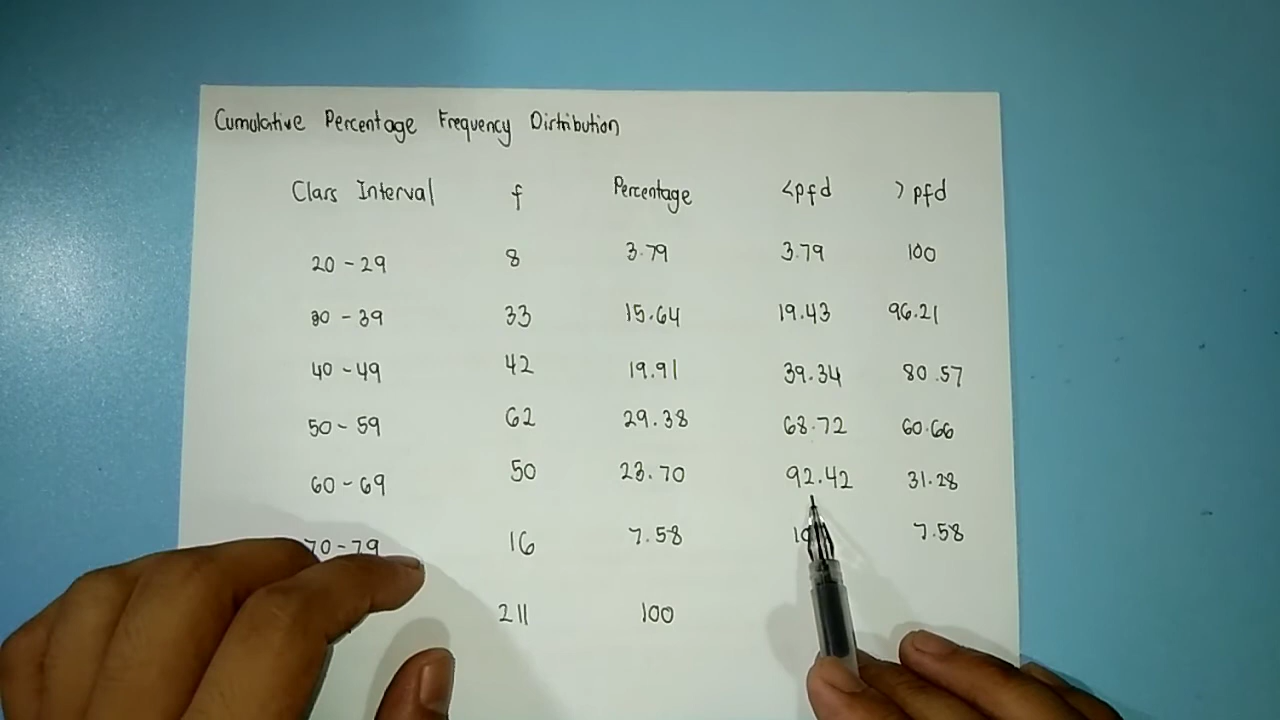 Cumulative Percentage Frequency Distribution
Class Interval f Percentage <pfd >pfd
20 - 29 8 3.79 3.79 100
30 - 39 33 15.64 19.43 96.21
40 - 49 42 19.91 39.34 80.57
50 - 59 62 29.38 68.72 60.66
60 - 69 50 23.70 92.42 31.28
70 - 79 16 7.58 7.58
211 100